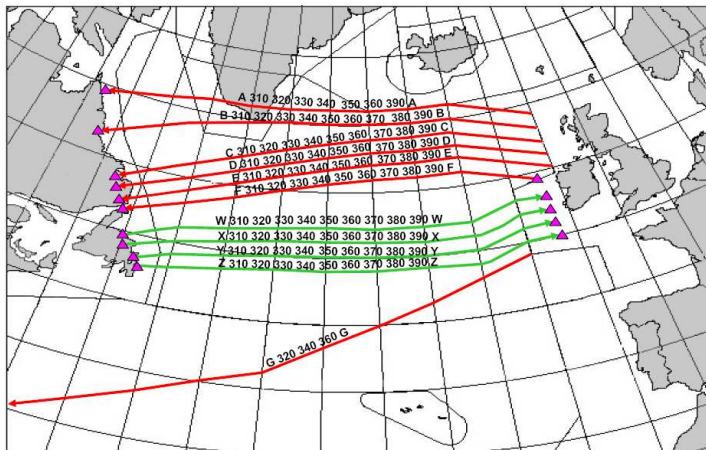 A 310 320 330 340 350 360 390 A
B 310 320 330 340 350 360 370 380 390 B
C 310 320 330 340 350 360 370 380 390 C
D 310 320 330 340 350 360 370 380 390 D
E 310 320 330 340 350 360 370 380 390 E
F 310 320 330 340 350 360 370 380 390 F
W 310 320 330 340 350 360 370 380 390 W
X 310 320 330 340 350 360 370 380 390 X
Y 310 320 330 340 350 360 370 380 390 Y
Z 310 320 330 340 350 360 370 380 390 Z
G 320 340 360 G